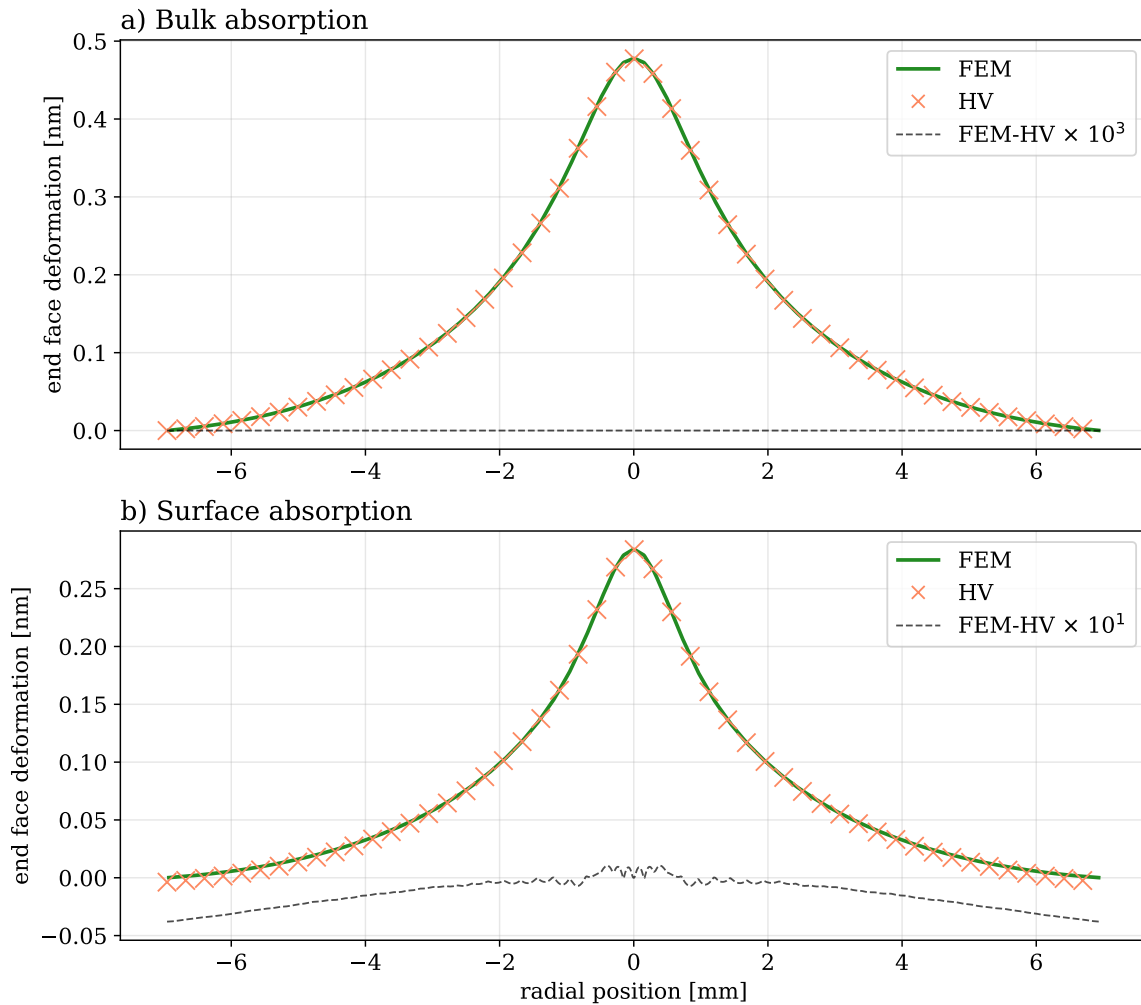 a) Bulk absorption
0.5
0.4
0.3
0.2
0.1
0.0
end face deformation [nm]
FEM
HV
FEM-HV × 10³
−6 −4 −2 0 2 4 6
b) Surface absorption
0.25
0.20
0.15
0.10
0.05
0.00
−0.05
end face deformation [nm]
FEM
HV
FEM-HV × 10¹
−6 −4 −2 0 2 4 6
radial position [mm]